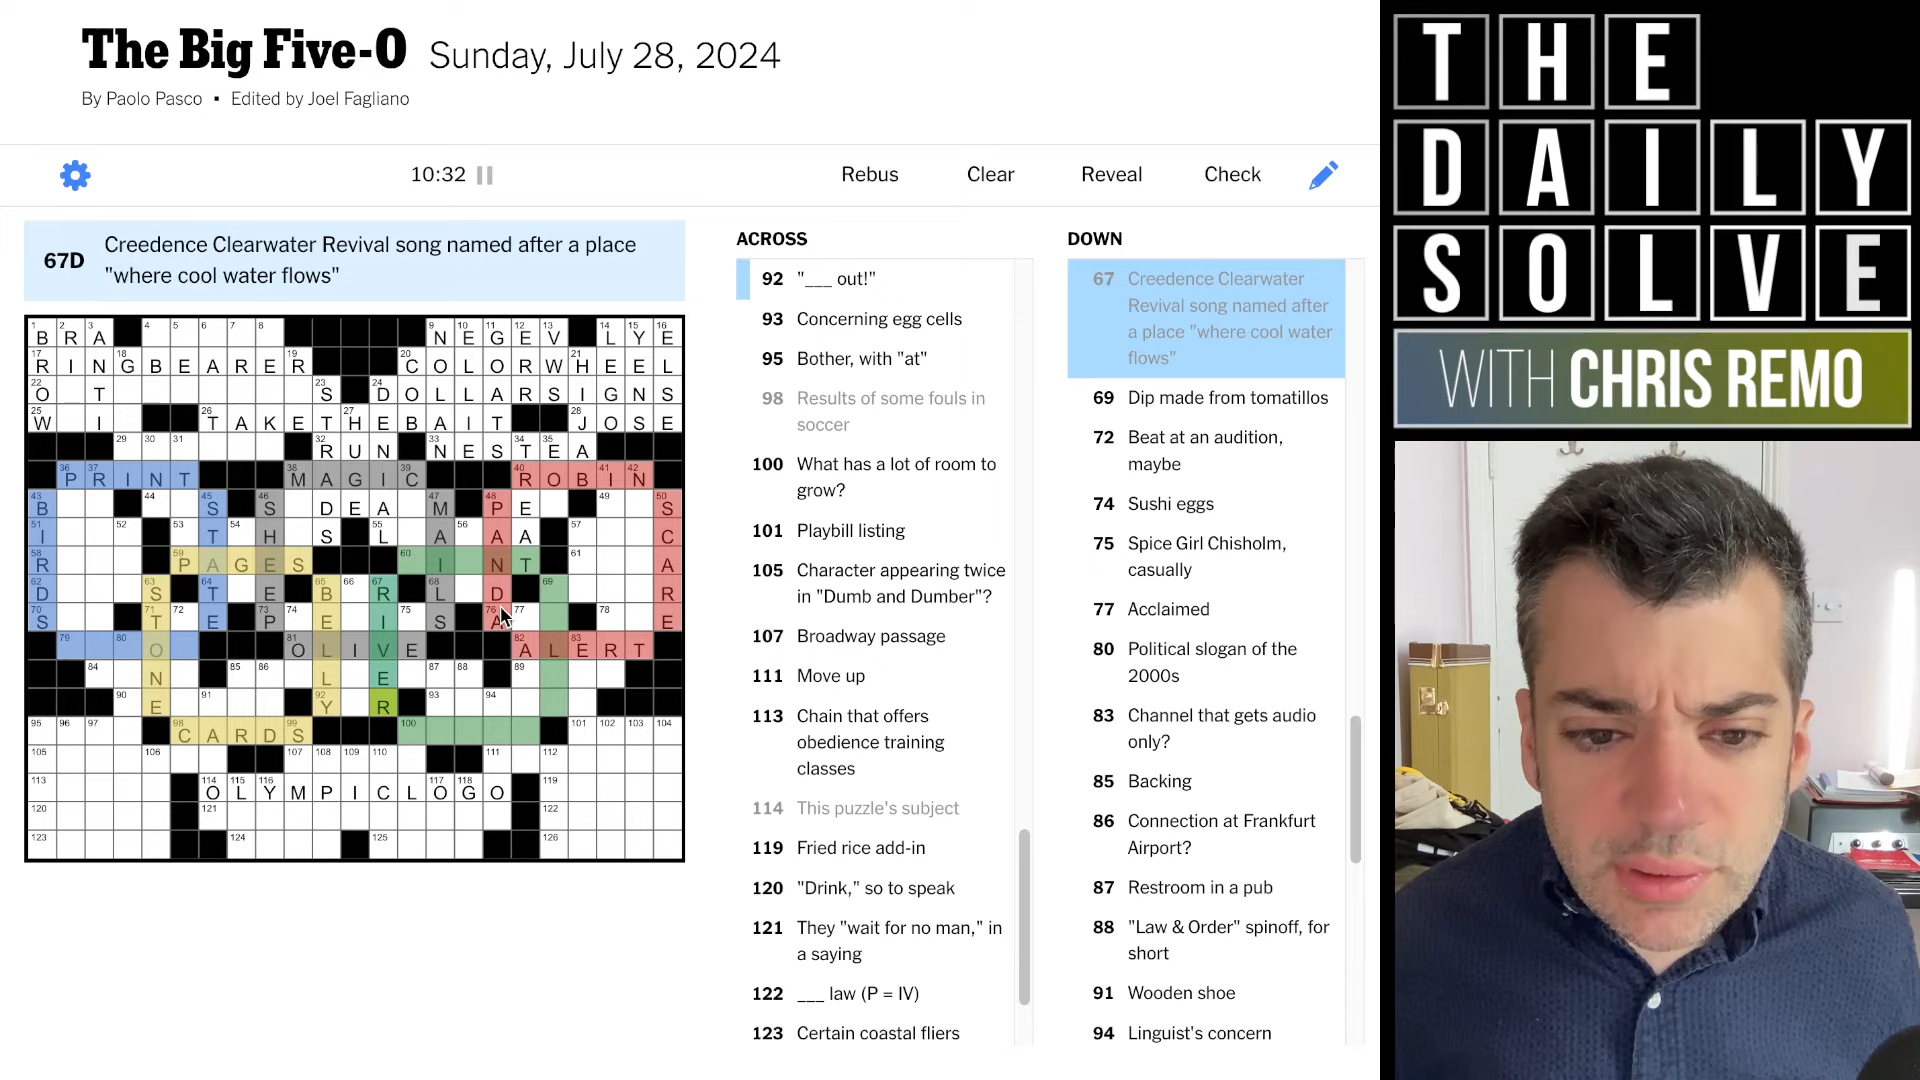 The Big Five-O Sunday, July 28, 2024
By Paolo Pasco ▪ Edited by Joel Fagliano
10:32 Rebus Clear Reveal Check
67D Creedence Clearwater Revival song named after a place
"where cool water flows"
B R A N E G E V L Y E
R I N G B E A R E R C O L O R W H E E L
O T S D O L L A R S I G N S
W I T A K E T H E B A I T J O S E
R U N N E S T E A
P R I N T M A G I C R O B I N
B S S D E A M P E S
I T H S L A A A C
R P A G E S I N T A
D S T E B R L D R
S T E P E I S A E
O O L I V E A L E R T
N L E
E Y R
C A R D S
O L Y M P I C L O G O
ACROSS
92 "___ out!"
93 Concerning egg cells
95 Bother, with "at"
98 Results of some fouls in
soccer
100 What has a lot of room to
grow?
101 Playbill listing
105 Character appearing twice
in "Dumb and Dumber"?
107 Broadway passage
111 Move up
113 Chain that offers
obedience training
classes
114 This puzzle's subject
119 Fried rice add-in
120 "Drink," so to speak
121 They "wait for no man," in
a saying
122 ___ law (P = IV)
123 Certain coastal fliers
DOWN
67 Creedence Clearwater
Revival song named after
a place "where cool water
flows"
69 Dip made from tomatillos
72 Beat at an audition,
maybe
74 Sushi eggs
75 Spice Girl Chisholm,
casually
77 Acclaimed
80 Political slogan of the
2000s
83 Channel that gets audio
only?
85 Backing
86 Connection at Frankfurt
Airport?
87 Restroom in a pub
88 "Law & Order" spinoff, for
short
91 Wooden shoe
94 Linguist's concern
THE
DAILY
SOLVE
WITH CHRIS REMO